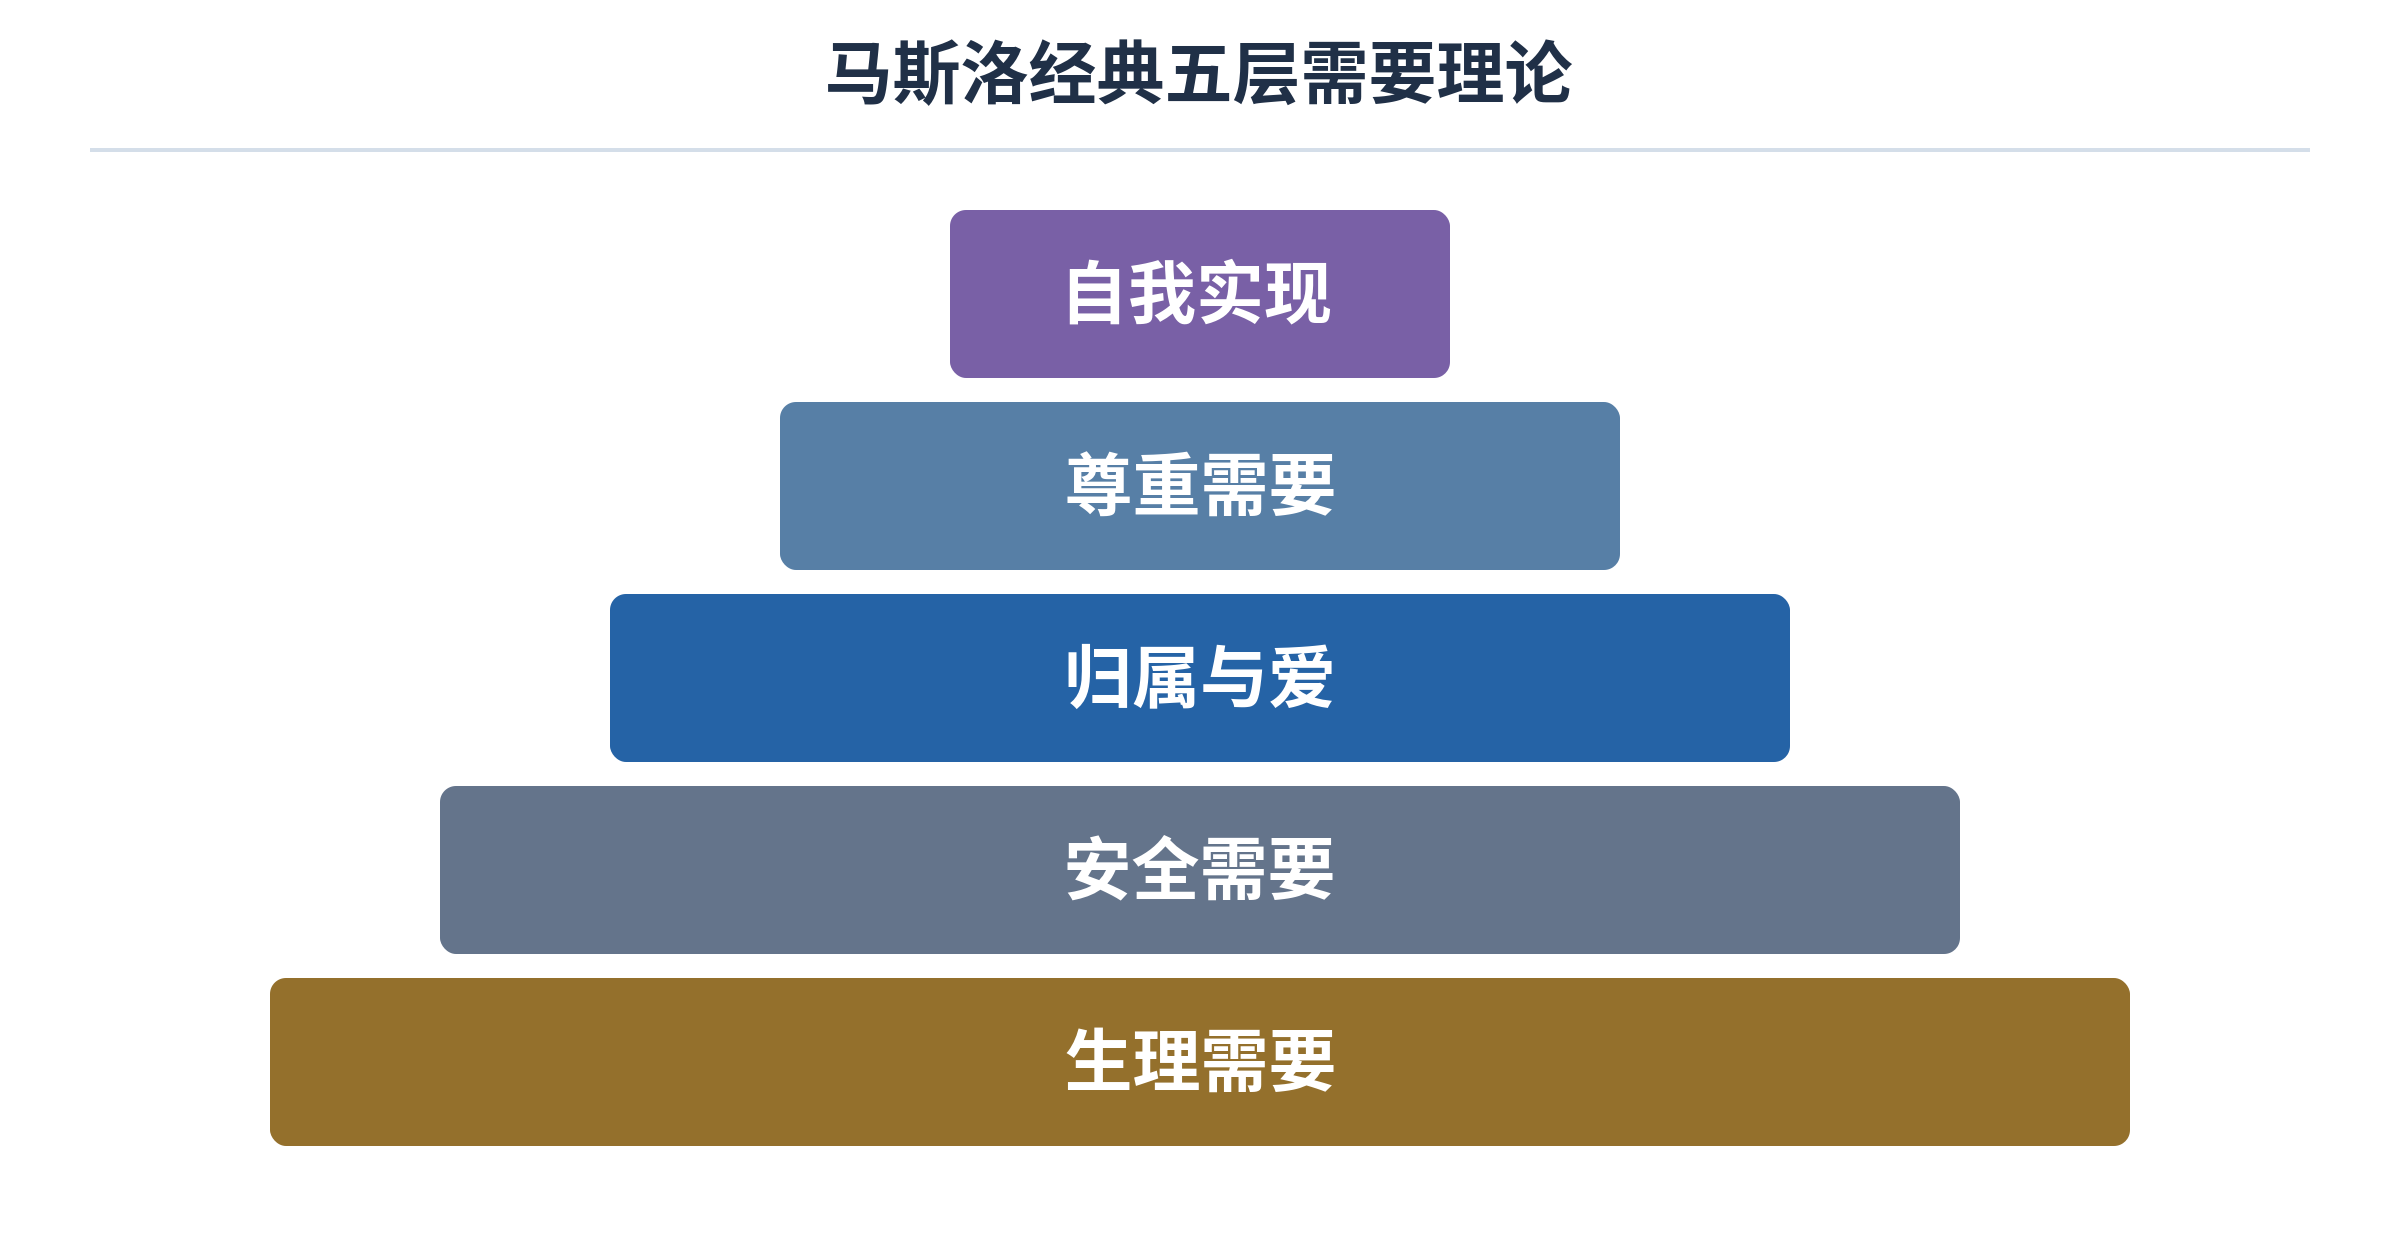 马斯洛经典五层需要理论
自我实现
尊重需要
归属与爱
安全需要
生理需要